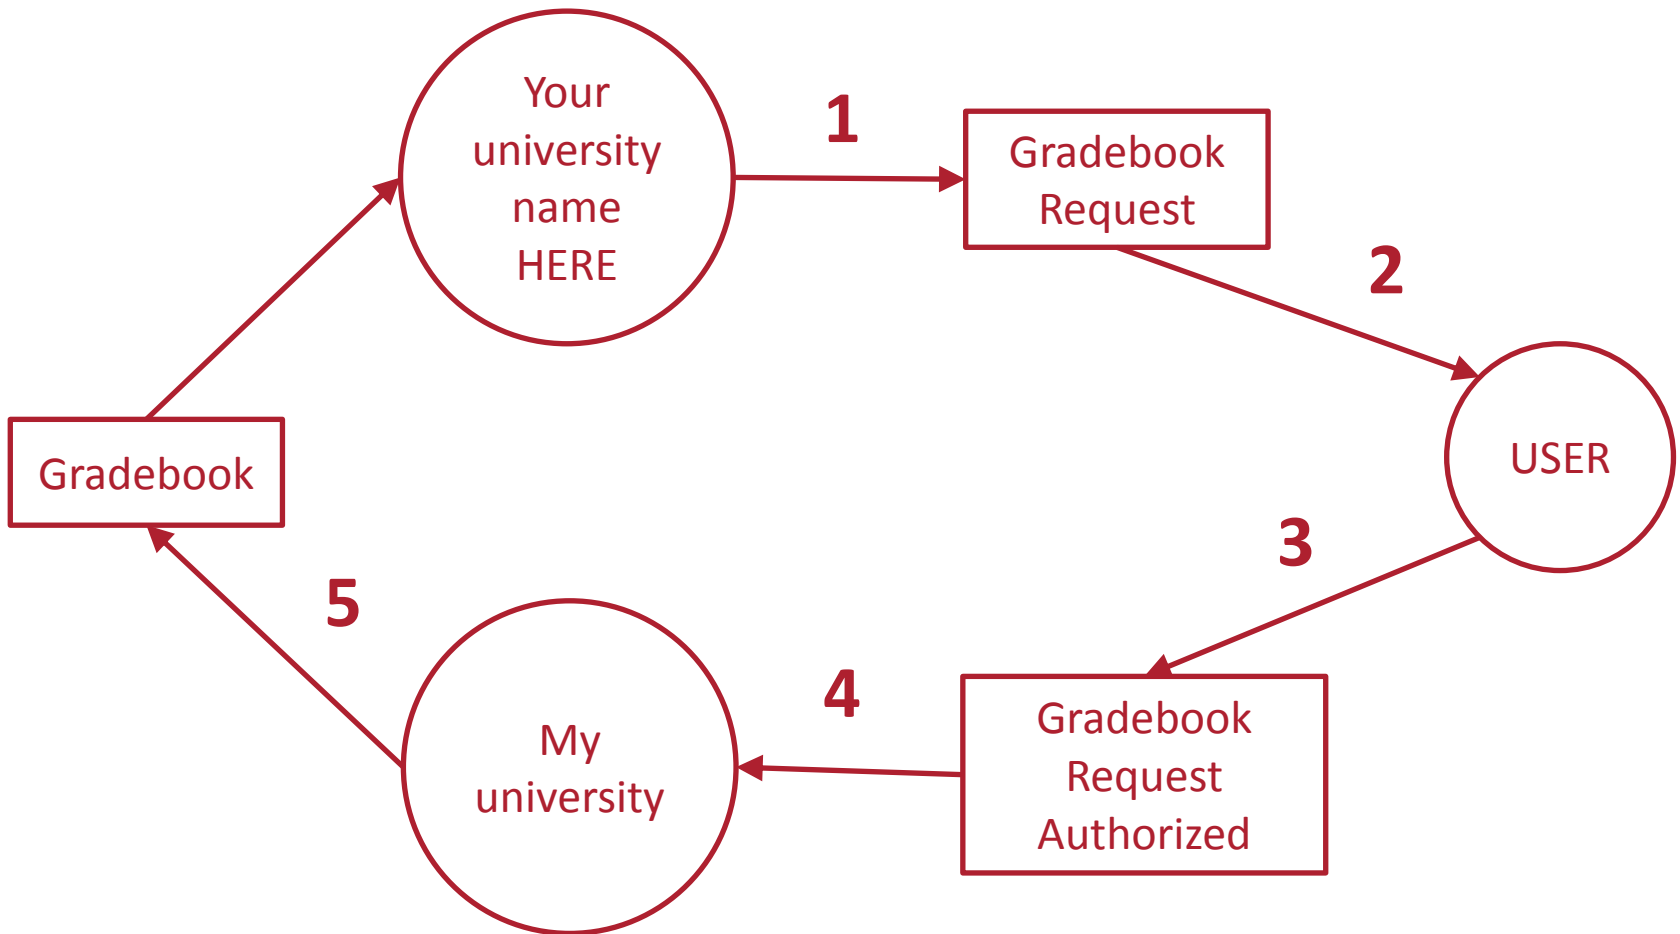 Your
university
name
HERE
1
Gradebook
Request
2
USER
3
Gradebook
Request
Authorized
4
My
university
5
Gradebook